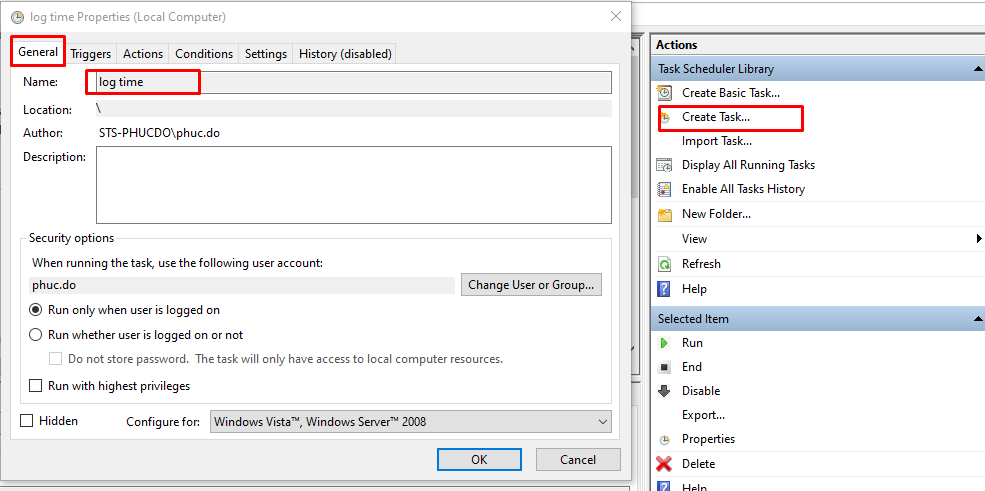 log time Properties (Local Computer)
General Triggers Actions Conditions Settings History (disabled)
Name: log time
Location: \
Author: STS-PHUCDO\phuc.do
Description:
Security options
When running the task, use the following user account:
phuc.do Change User or Group...
Run only when user is logged on
Run whether user is logged on or not
Do not store password. The task will only have access to local computer resources.
Run with highest privileges
Hidden Configure for: Windows Vista™, Windows Server™ 2008
OK Cancel
Actions
Task Scheduler Library
Create Basic Task...
Create Task...
Import Task...
Display All Running Tasks
Enable All Tasks History
New Folder...
View
Refresh
Help
Selected Item
Run
End
Disable
Export...
Properties
Delete
Help